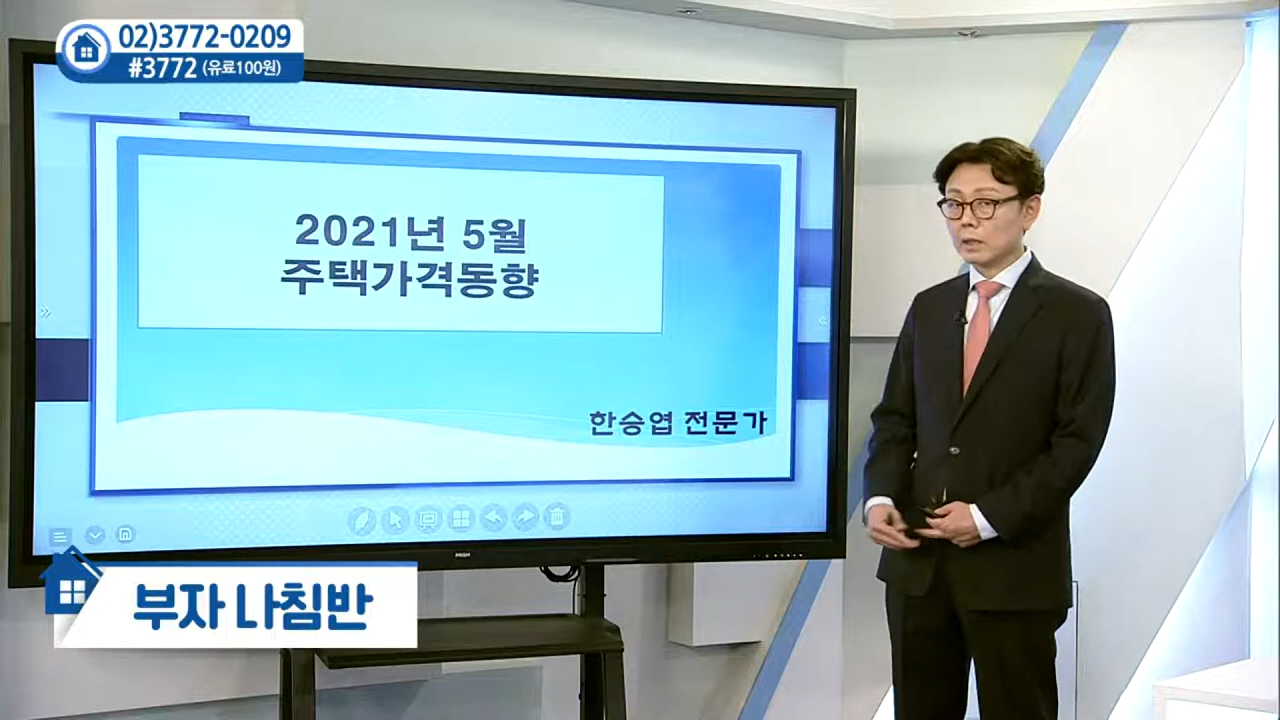 02)3772-0209
#3772 (유료100원)
2021년 5월
주택가격동향
한승엽 전문가
PRISM
부자 나침반